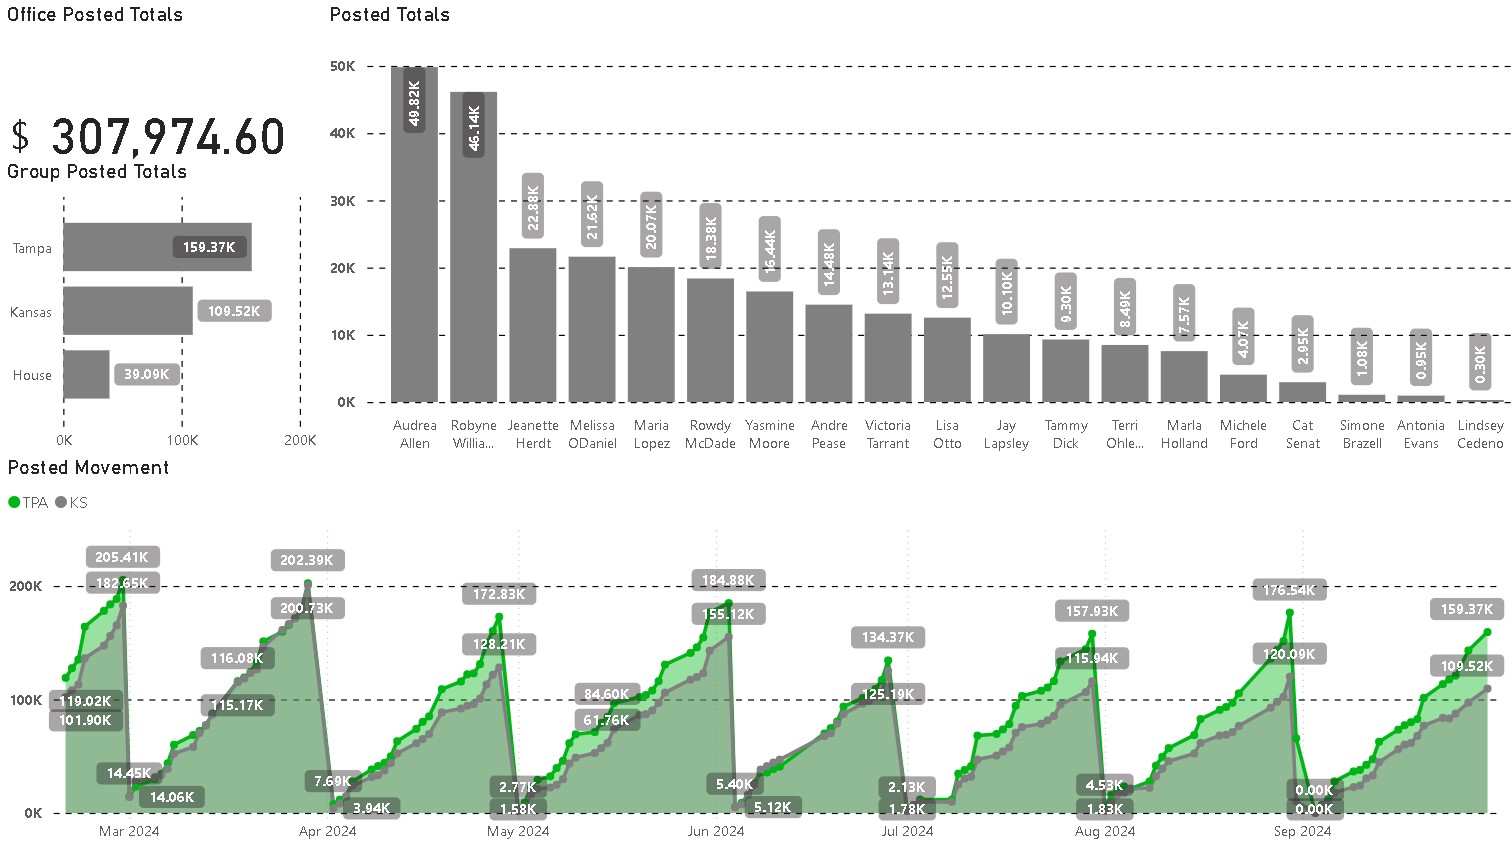 Office Posted Totals
$ 307,974.60
Group Posted Totals
Tampa
159.37K
Kansas
109.52K
House
39.09K
0K
100K
200K
Posted Totals
50K
40K
30K
20K
10K
0K
49.82K
46.14K
22.88K
21.62K
20.07K
18.38K
16.44K
14.48K
13.14K
12.55K
10.10K
9.30K
8.49K
7.57K
4.07K
2.95K
1.08K
0.95K
0.30K
Audrea
Allen
Robyne
Willia...
Jeanette
Herdt
Melissa
ODaniel
Maria
Lopez
Rowdy
McDade
Yasmine
Moore
Andre
Pease
Victoria
Tarrant
Lisa
Otto
Jay
Lapsley
Tammy
Dick
Terri
Ohle...
Marla
Holland
Michele
Ford
Cat
Senat
Simone
Brazell
Antonia
Evans
Lindsey
Cedeno
Posted Movement
TPA KS
200K
100K
0K
205.41K
182.65K
119.02K
101.90K
14.45K
14.06K
116.08K
115.17K
202.39K
200.73K
7.69K
3.94K
172.83K
128.21K
2.77K
1.58K
84.60K
61.76K
184.88K
155.12K
5.40K
5.12K
134.37K
125.19K
2.13K
1.78K
157.93K
115.94K
4.53K
1.83K
176.54K
120.09K
0.00K
0.00K
159.37K
109.52K
Mar 2024
Apr 2024
May 2024
Jun 2024
Jul 2024
Aug 2024
Sep 2024